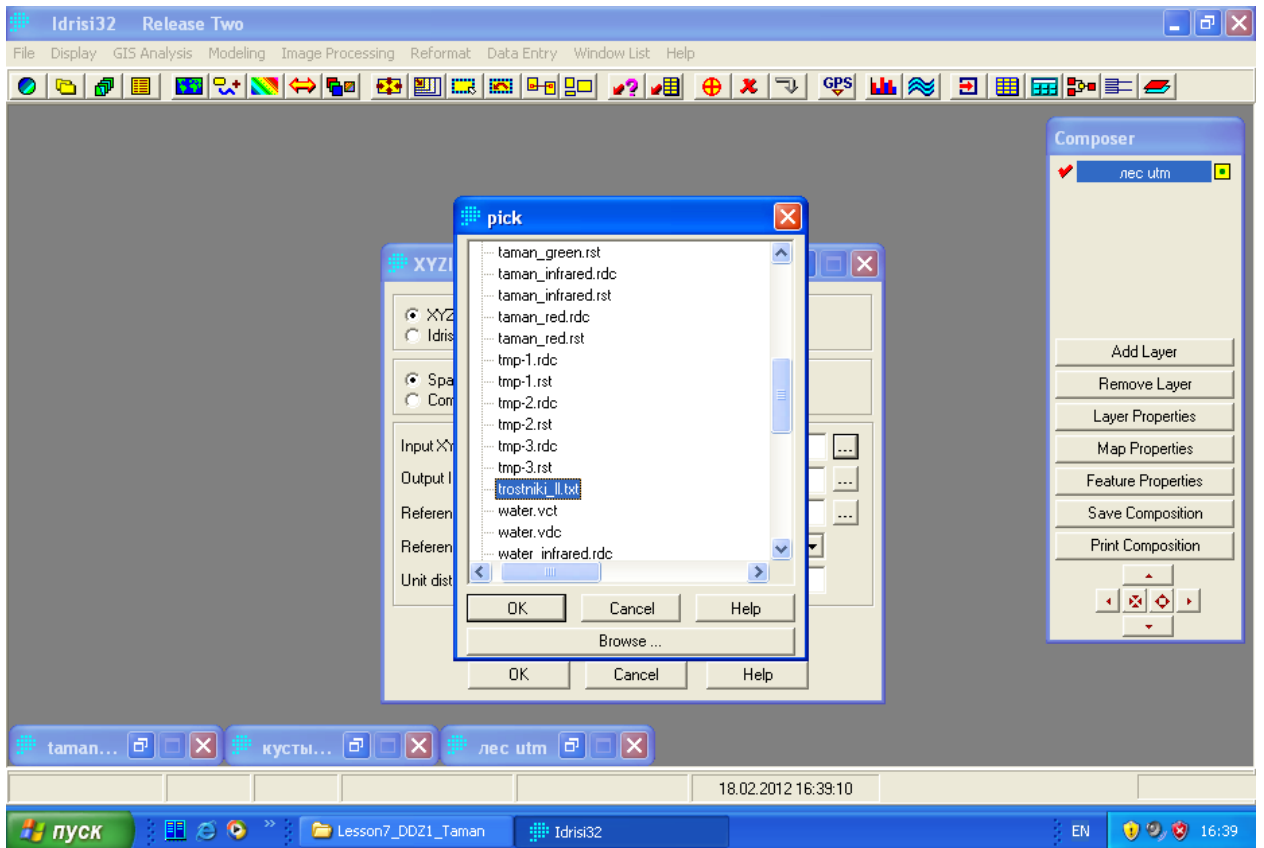 Idrisi32 Release Two
File Display GIS Analysis Modeling Image Processing Reformat Data Entry Window List Help
GPS
Composer
лес utm
pick
taman_green.rst
taman_infrared.rdc
taman_infrared.rst
taman_red.rdc
taman_red.rst
tmp-1.rdc
tmp-1.rst
tmp-2.rdc
tmp-2.rst
tmp-3.rdc
tmp-3.rst
trostniki_ll.txt
water.vct
water.vdc
water_infrared.rdc
OK Cancel Help
Browse ...
XYZI
XYZ
Idris
Spa
Com
Input XY
...
Output I
...
Referen
...
Referen
Unit dist
OK Cancel Help
Add Layer
Remove Layer
Layer Properties
Map Properties
Feature Properties
Save Composition
Print Composition
taman... кусты... лес utm
18.02.2012 16:39:10
пуск Lesson7_DDZ1_Taman Idrisi32 EN 16:39